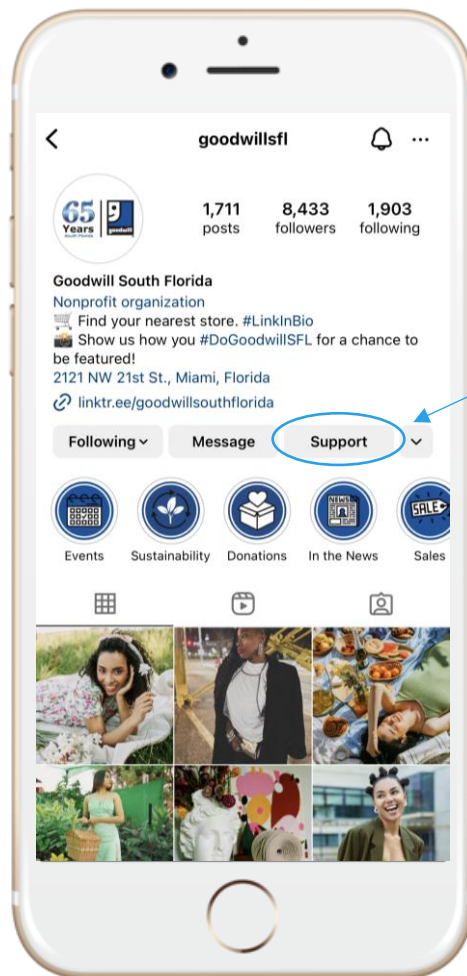 goodwillsfl
65
Years
South Florida
goodwill
1,711 8,433 1,903
posts followers following
Goodwill South Florida
Nonprofit organization
🛒 Find your nearest store. #LinkInBio
📸 Show us how you #DoGoodwillSFL for a chance to
be featured!
2121 NW 21st St., Miami, Florida
linktr.ee/goodwillsouthflorida
Following Message Support
NEWS SALE
Events Sustainability Donations In the News Sales